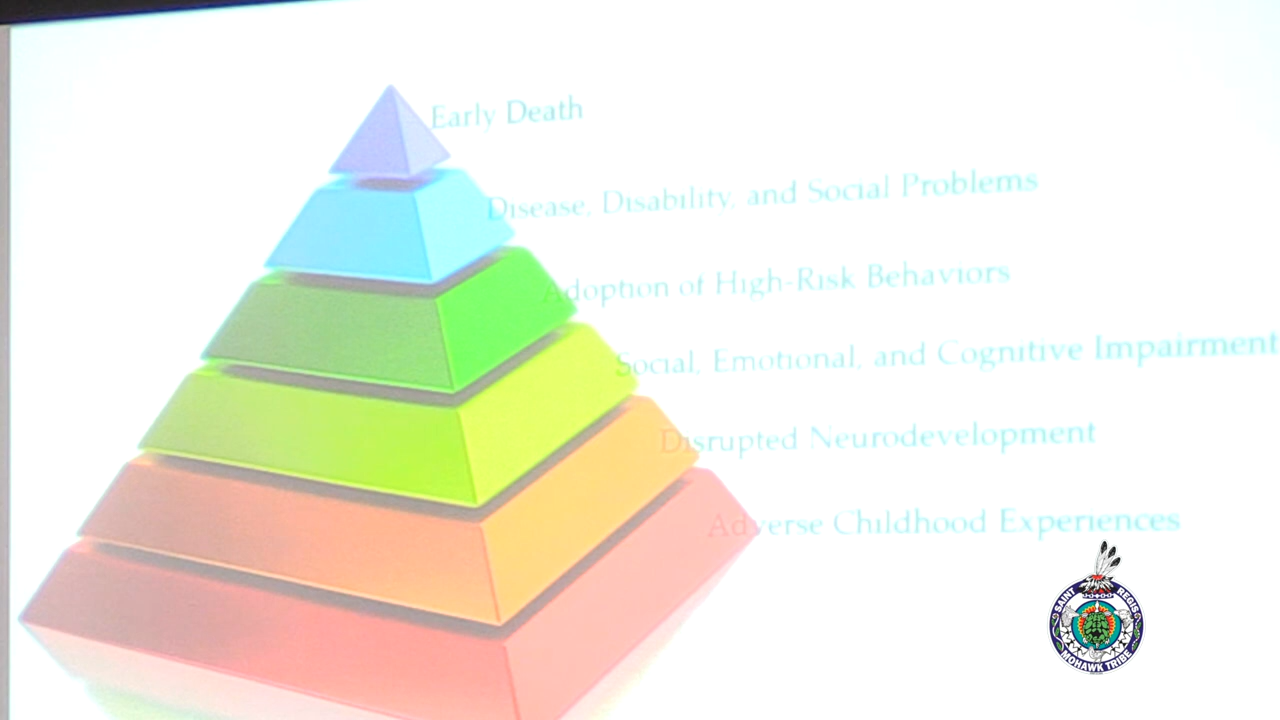 Early Death
Disease, Disability, and Social Problems
Adoption of High-Risk Behaviors
Social, Emotional, and Cognitive Impairment
Disrupted Neurodevelopment
Adverse Childhood Experiences
SAINT REGIS
MOHAWK TRIBE